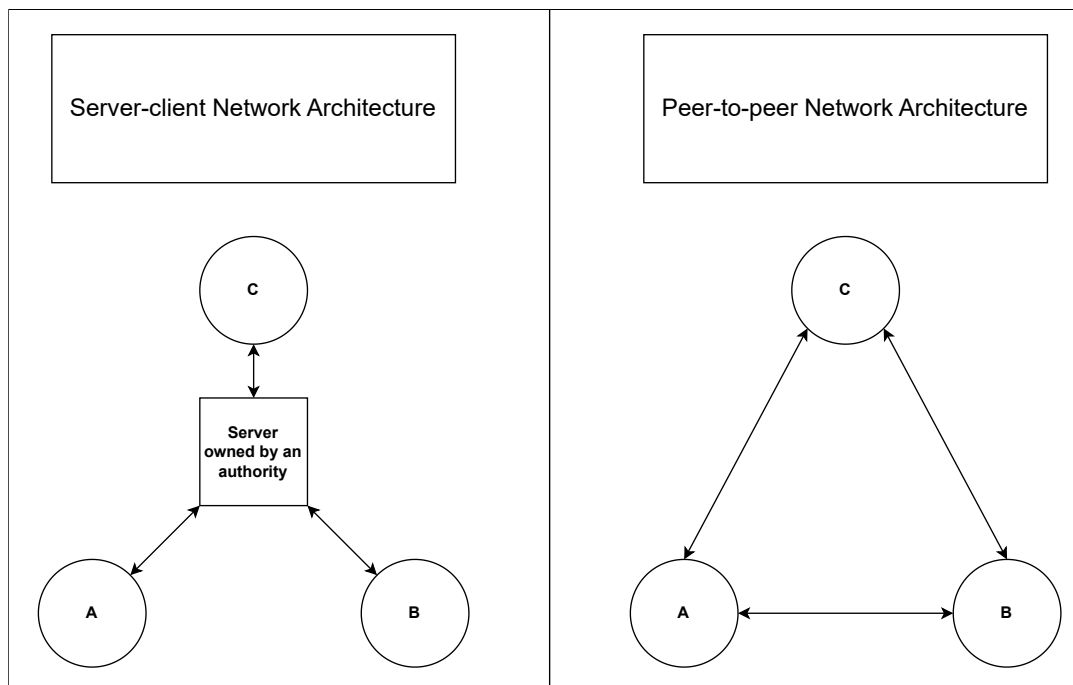 Server-client Network Architecture
Peer-to-peer Network Architecture
C
Server
owned by an
authority
A
B
C
A
B